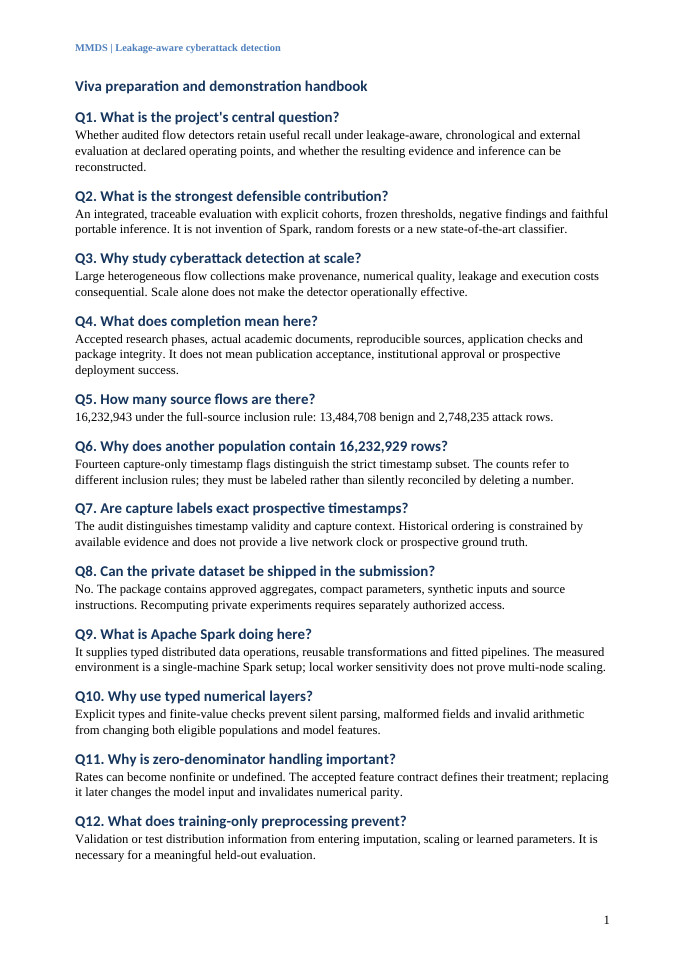 MMDS | Leakage-aware cyberattack detection
Viva preparation and demonstration handbook
Q1. What is the project's central question?
Whether audited flow detectors retain useful recall under leakage-aware, chronological and external
evaluation at declared operating points, and whether the resulting evidence and inference can be
reconstructed.
Q2. What is the strongest defensible contribution?
An integrated, traceable evaluation with explicit cohorts, frozen thresholds, negative findings and faithful
portable inference. It is not invention of Spark, random forests or a new state-of-the-art classifier.
Q3. Why study cyberattack detection at scale?
Large heterogeneous flow collections make provenance, numerical quality, leakage and execution costs
consequential. Scale alone does not make the detector operationally effective.
Q4. What does completion mean here?
Accepted research phases, actual academic documents, reproducible sources, application checks and
package integrity. It does not mean publication acceptance, institutional approval or prospective
deployment success.
Q5. How many source flows are there?
16,232,943 under the full-source inclusion rule: 13,484,708 benign and 2,748,235 attack rows.
Q6. Why does another population contain 16,232,929 rows?
Fourteen capture-only timestamp flags distinguish the strict timestamp subset. The counts refer to
different inclusion rules; they must be labeled rather than silently reconciled by deleting a number.
Q7. Are capture labels exact prospective timestamps?
The audit distinguishes timestamp validity and capture context. Historical ordering is constrained by
available evidence and does not provide a live network clock or prospective ground truth.
Q8. Can the private dataset be shipped in the submission?
No. The package contains approved aggregates, compact parameters, synthetic inputs and source
instructions. Recomputing private experiments requires separately authorized access.
Q9. What is Apache Spark doing here?
It supplies typed distributed data operations, reusable transformations and fitted pipelines. The measured
environment is a single-machine Spark setup; local worker sensitivity does not prove multi-node scaling.
Q10. Why use typed numerical layers?
Explicit types and finite-value checks prevent silent parsing, malformed fields and invalid arithmetic
from changing both eligible populations and model features.
Q11. Why is zero-denominator handling important?
Rates can become nonfinite or undefined. The accepted feature contract defines their treatment; replacing
it later changes the model input and invalidates numerical parity.
Q12. What does training-only preprocessing prevent?
Validation or test distribution information from entering imputation, scaling or learned parameters. It is
necessary for a meaningful held-out evaluation.
1